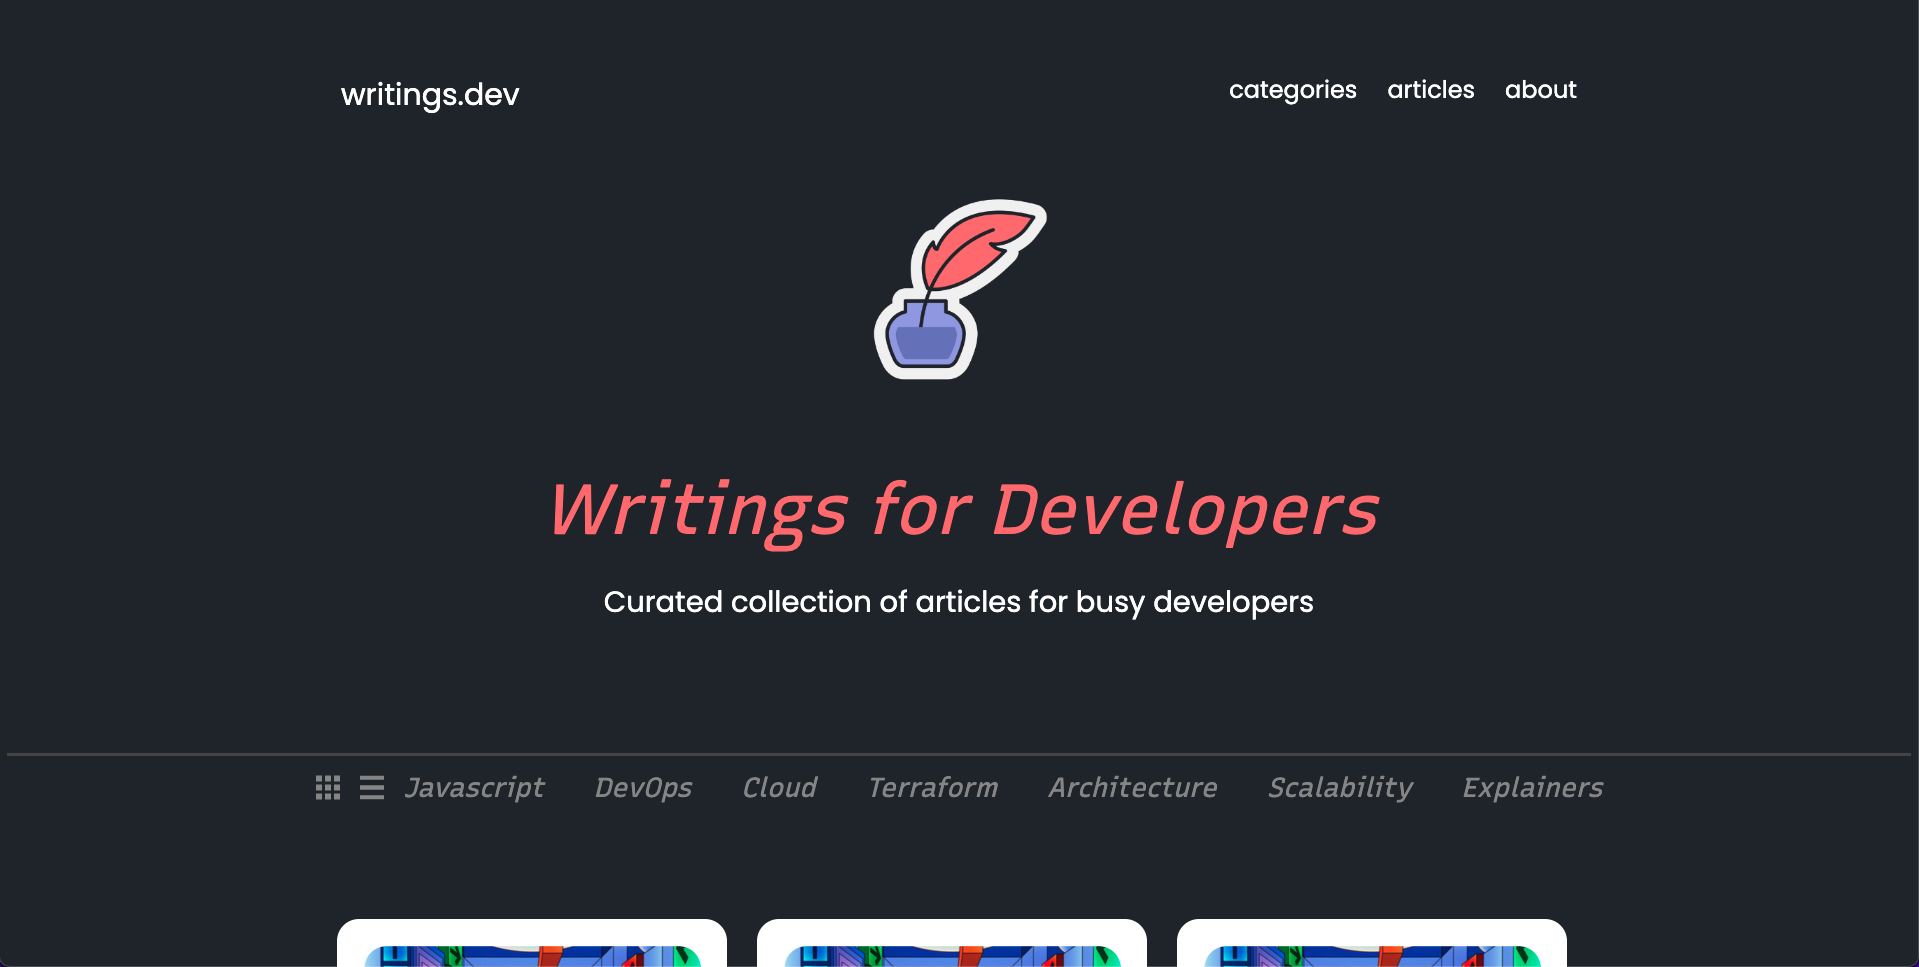 writings.dev
categories articles about
Writings for Developers
Curated collection of articles for busy developers
Javascript DevOps Cloud Terraform Architecture Scalability Explainers